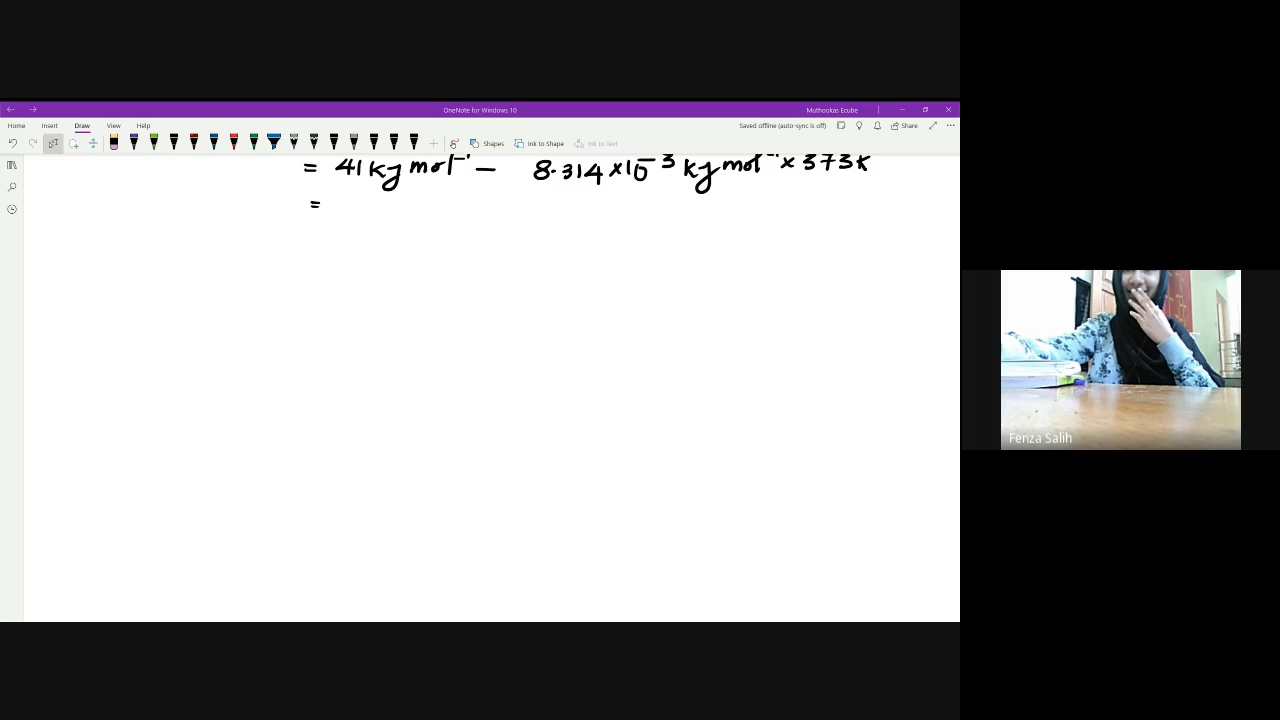 OneNote for Windows 10
Muthookas Ecube
Home Insert Draw View Help
Saved offline (auto-sync is off)
Share
Shapes
Ink to Shape
Ink to Text
= 41 kj mol⁻¹ - 8.314 × 10⁻³ kj mol⁻¹ × 373 k
=
Fenza Salih